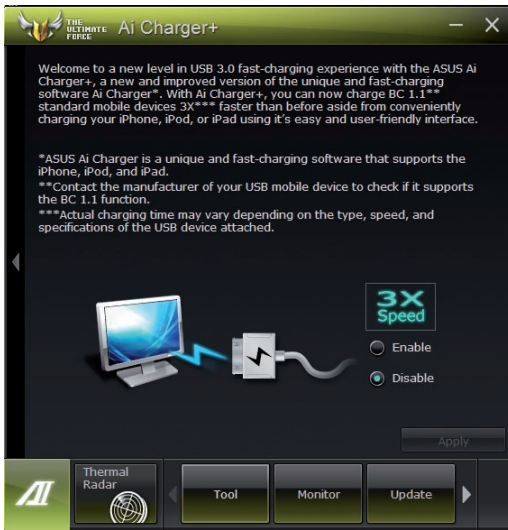 THE
ULTIMATE
FORCE
Ai Charger+
Welcome to a new level in USB 3.0 fast-charging experience with the ASUS Ai
Charger+, a new and improved version of the unique and fast-charging
software Ai Charger*. With Ai Charger+, you can now charge BC 1.1**
standard mobile devices 3X*** faster than before aside from conveniently
charging your iPhone, iPod, or iPad using it's easy and user-friendly interface.
*ASUS Ai Charger is a unique and fast-charging software that supports the
iPhone, iPod, and iPad.
**Contact the manufacturer of your USB mobile device to check if it supports
the BC 1.1 function.
***Actual charging time may vary depending on the type, speed, and
specifications of the USB device attached.
3X
Speed
Enable
Disable
Apply
AI
Thermal
Radar
Tool
Monitor
Update